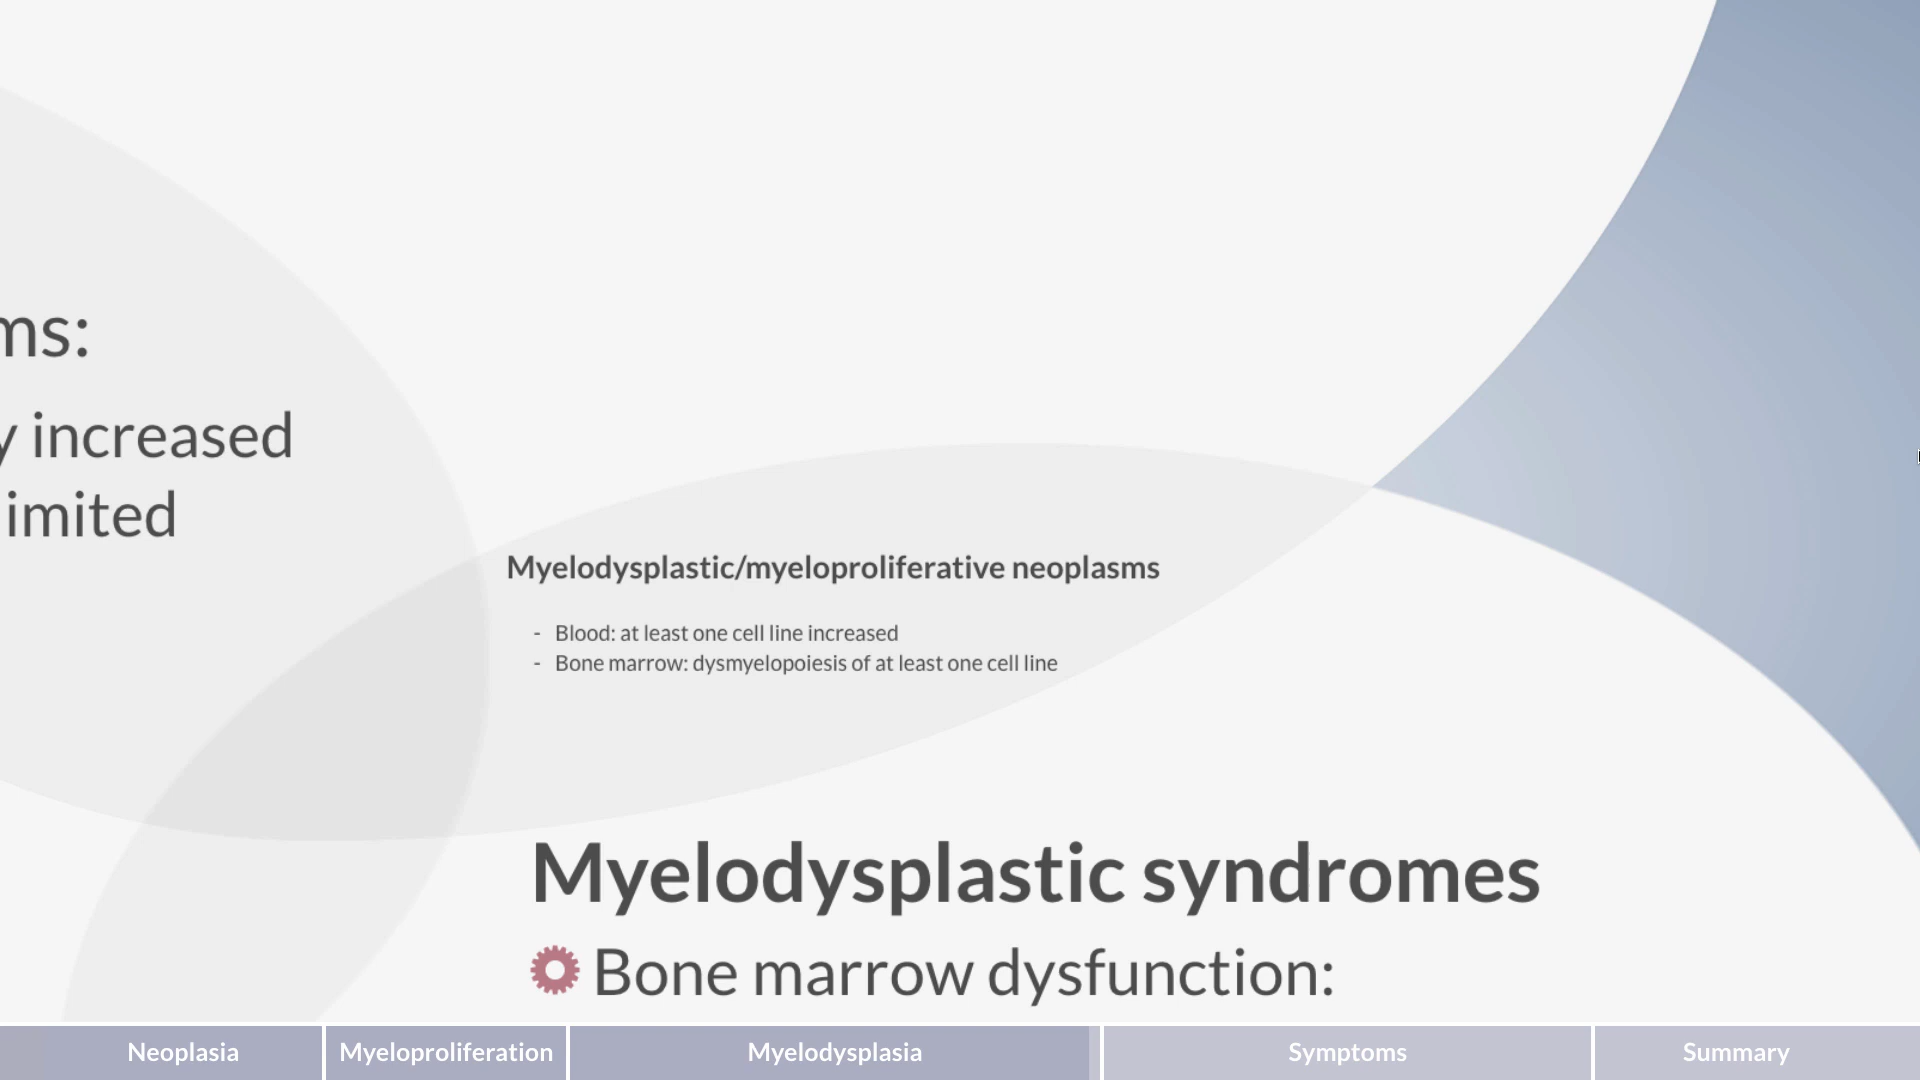 ms:
y increased
limited
Myelodysplastic/myeloproliferative neoplasms
- Blood: at least one cell line increased
- Bone marrow: dysmyelopoiesis of at least one cell line
Myelodysplastic syndromes
Bone marrow dysfunction:
Neoplasia Myeloproliferation Myelodysplasia Symptoms Summary